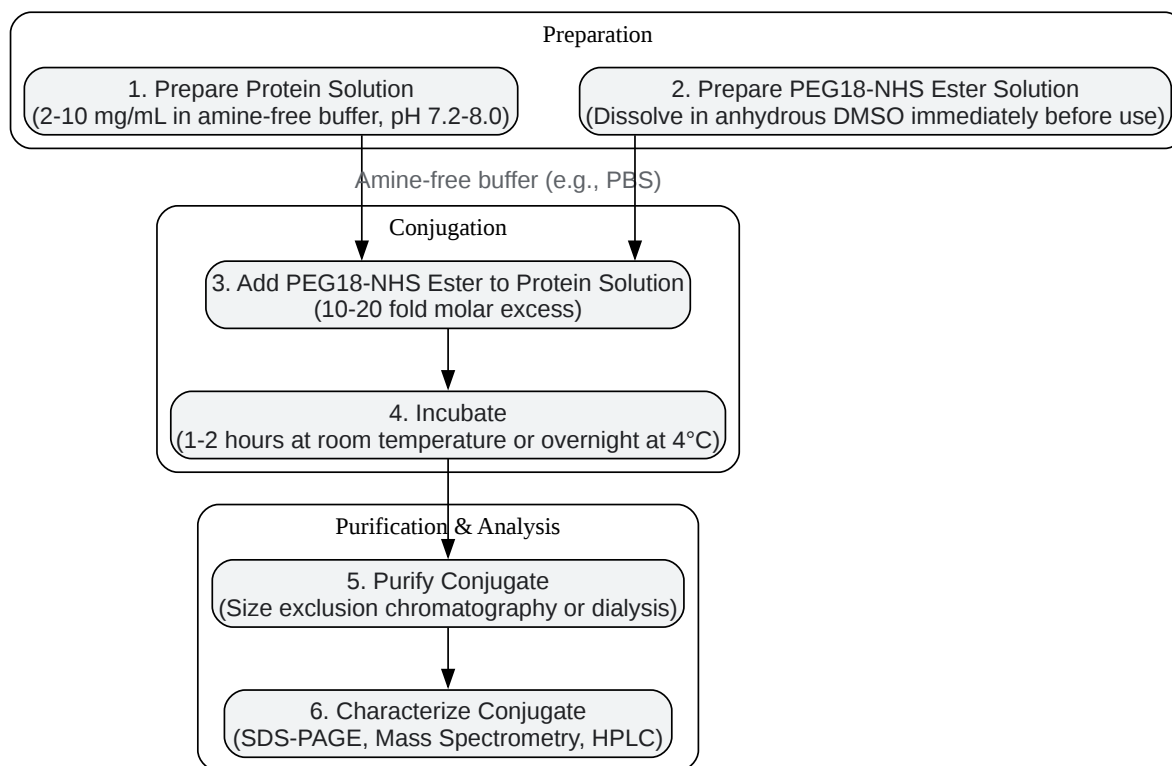 Preparation
1. Prepare Protein Solution
(2-10 mg/mL in amine-free buffer, pH 7.2-8.0)
2. Prepare PEG18-NHS Ester Solution
(Dissolve in anhydrous DMSO immediately before use)
Amine-free buffer (e.g., PBS)
Conjugation
3. Add PEG18-NHS Ester to Protein Solution
(10-20 fold molar excess)
4. Incubate
(1-2 hours at room temperature or overnight at 4°C)
Purification & Analysis
5. Purify Conjugate
(Size exclusion chromatography or dialysis)
6. Characterize Conjugate
(SDS-PAGE, Mass Spectrometry, HPLC)